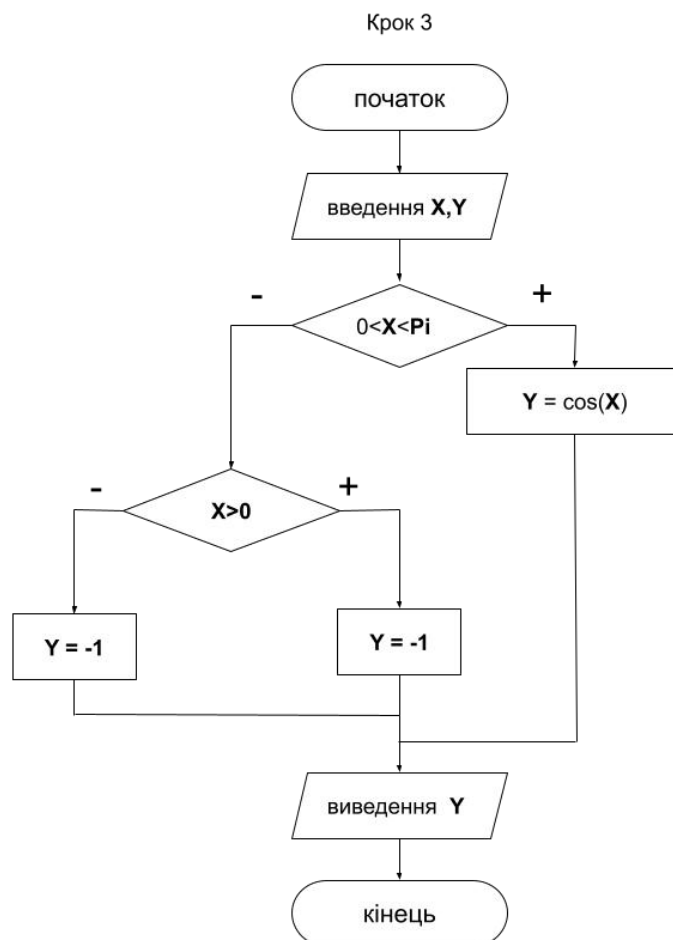 Крок 3
початок
введення X,Y
-
+
0<X<Pi
Y = cos(X)
-
+
X>0
Y = -1
Y = -1
виведення Y
кінець